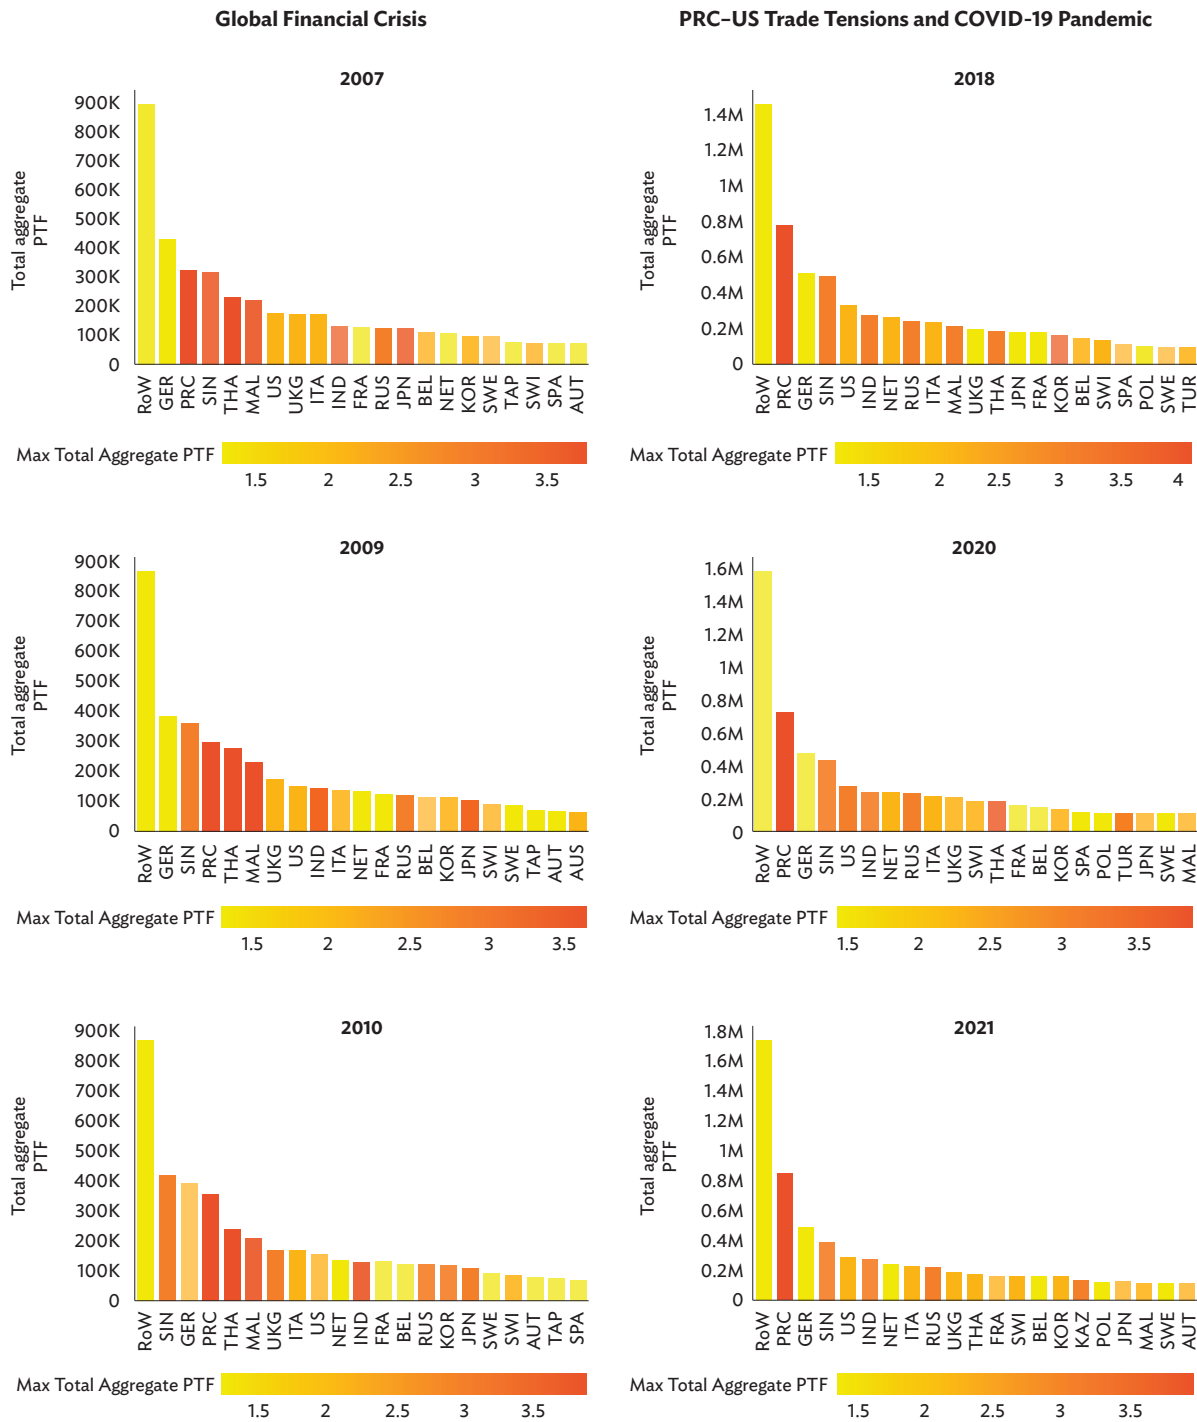 Global Financial Crisis
2007
Total aggregate
PTF
900K
800K
700K
600K
500K
400K
300K
200K
100K
0
RoW GER PRC SIN THA MAL US UKG ITA IND FRA RUS JPN BEL NET KOR SWE TAP SWI SPA AUT
Max Total Aggregate PTF
1.5 2 2.5 3 3.5
2009
Total aggregate
PTF
900K
800K
700K
600K
500K
400K
300K
200K
100K
0
RoW GER SIN PRC THA MAL UKG US IND ITA NET FRA RUS BEL KOR JPN SWI SWE TAP AUT AUS
Max Total Aggregate PTF
1.5 2 2.5 3 3.5
2010
Total aggregate
PTF
900K
800K
700K
600K
500K
400K
300K
200K
100K
0
RoW SIN GER PRC THA MAL UKG ITA US NET IND FRA BEL RUS KOR JPN SWE SWI AUT TAP SPA
Max Total Aggregate PTF
1.5 2 2.5 3 3.5
PRC–US Trade Tensions and COVID-19 Pandemic
2018
Total aggregate
PTF
1.4M
1.2M
1M
0.8M
0.6M
0.4M
0.2M
0
RoW PRC GER SIN US IND NET RUS ITA MAL UKG THA JPN FRA KOR BEL SWI SPA POL SWE TUR
Max Total Aggregate PTF
1.5 2 2.5 3 3.5 4
2020
Total aggregate
PTF
1.6M
1.4M
1.2M
1M
0.8M
0.6M
0.4M
0.2M
0
RoW PRC GER SIN US IND NET RUS ITA UKG SWI THA FRA BEL KOR SPA POL TUR JPN SWE MAL
Max Total Aggregate PTF
1.5 2 2.5 3 3.5
2021
Total aggregate
PTF
1.8M
1.6M
1.4M
1.2M
1M
0.8M
0.6M
0.4M
0.2M
0
RoW PRC GER SIN US IND NET ITA RUS UKG THA FRA SWI BEL KOR KAZ POL JPN MAL SWE AUT
Max Total Aggregate PTF
1.5 2 2.5 3 3.5